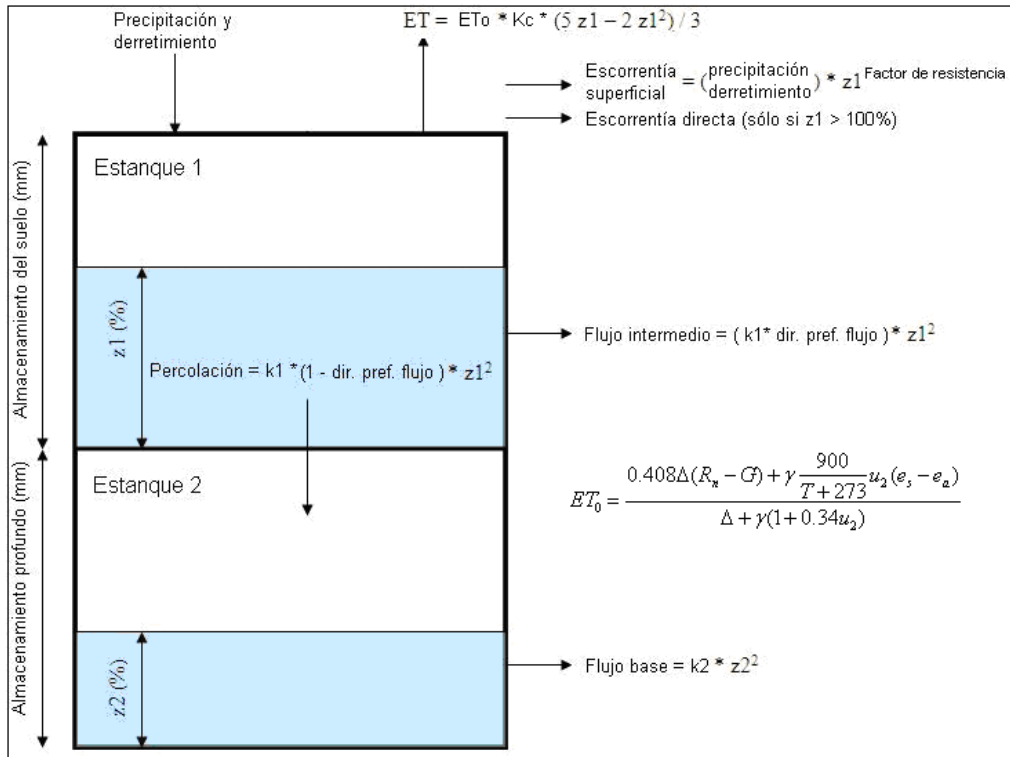 Precipitación y
derretimiento
ET = ETo * Kc * (5 z1 – 2 z1²) / 3
Escorrentía superficial = (precipitación derretimiento) * z1^Factor de resistencia
Escorrentía directa (sólo si z1 > 100%)
Almacenamiento del suelo (mm)
Estanque 1
z1 (%)
Flujo intermedio = ( k1* dir. pref. flujo ) * z1²
Percolación = k1 * (1 - dir. pref. flujo ) * z1²
Almacenamiento profundo (mm)
Estanque 2
ET₀ = (0.408Δ(Rₙ − G) + γ 900/(T + 273) u₂(eₛ − eₐ)) / (Δ + γ(1 + 0.34u₂))
z2 (%)
Flujo base = k2 * z2²